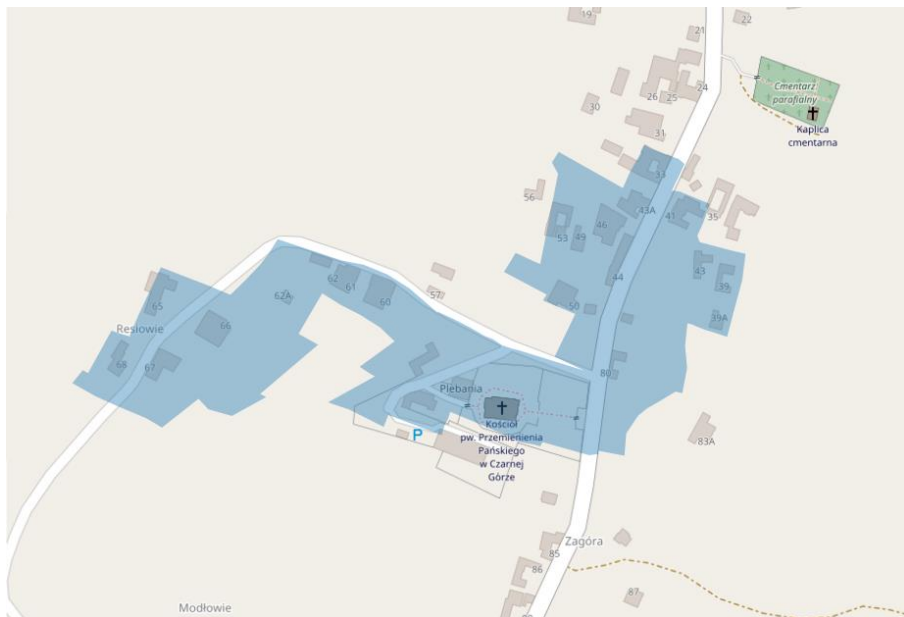 19
22
21
24
26
25
30
31
Cmentarz
parafialny
Kaplica
cmentarna
33
56
43A
41
35
46
53
49
44
43
39
57
62
61
62A
60
50
65
39A
Resiowie
66
68
67
80
Plebania
P
Kościół
pw. Przemienienia
Pańskiego
w Czarnej
Górze
83A
Zagóra
85
86
87
Modłowie